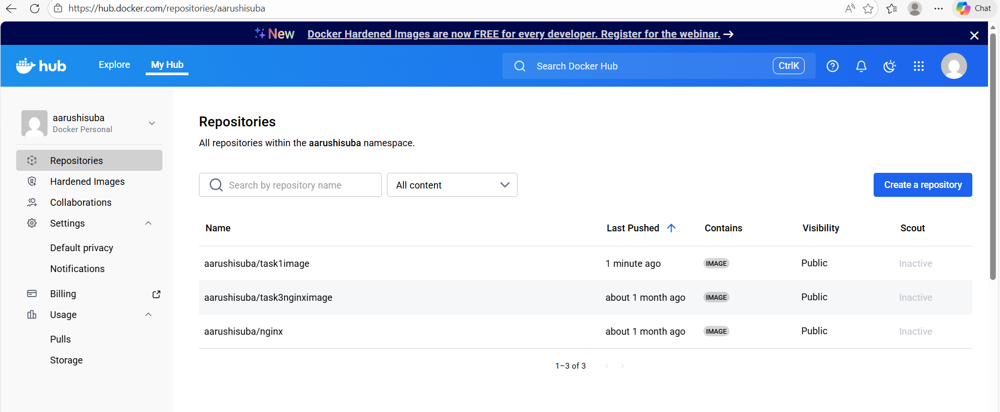 https://hub.docker.com/repositories/aarushisuba
Chat
New Docker Hardened Images are now FREE for every developer. Register for the webinar. →
hub Explore My Hub Search Docker Hub CtrlK
aarushisuba
Docker Personal
Repositories
Hardened Images
Collaborations
Settings
Default privacy
Notifications
Billing
Usage
Pulls
Storage
Repositories
All repositories within the aarushisuba namespace.
Search by repository name All content Create a repository
Name Last Pushed Contains Visibility Scout
aarushisuba/task1image 1 minute ago IMAGE Public Inactive
aarushisuba/task3nginximage about 1 month ago IMAGE Public Inactive
aarushisuba/nginx about 1 month ago IMAGE Public Inactive
1–3 of 3